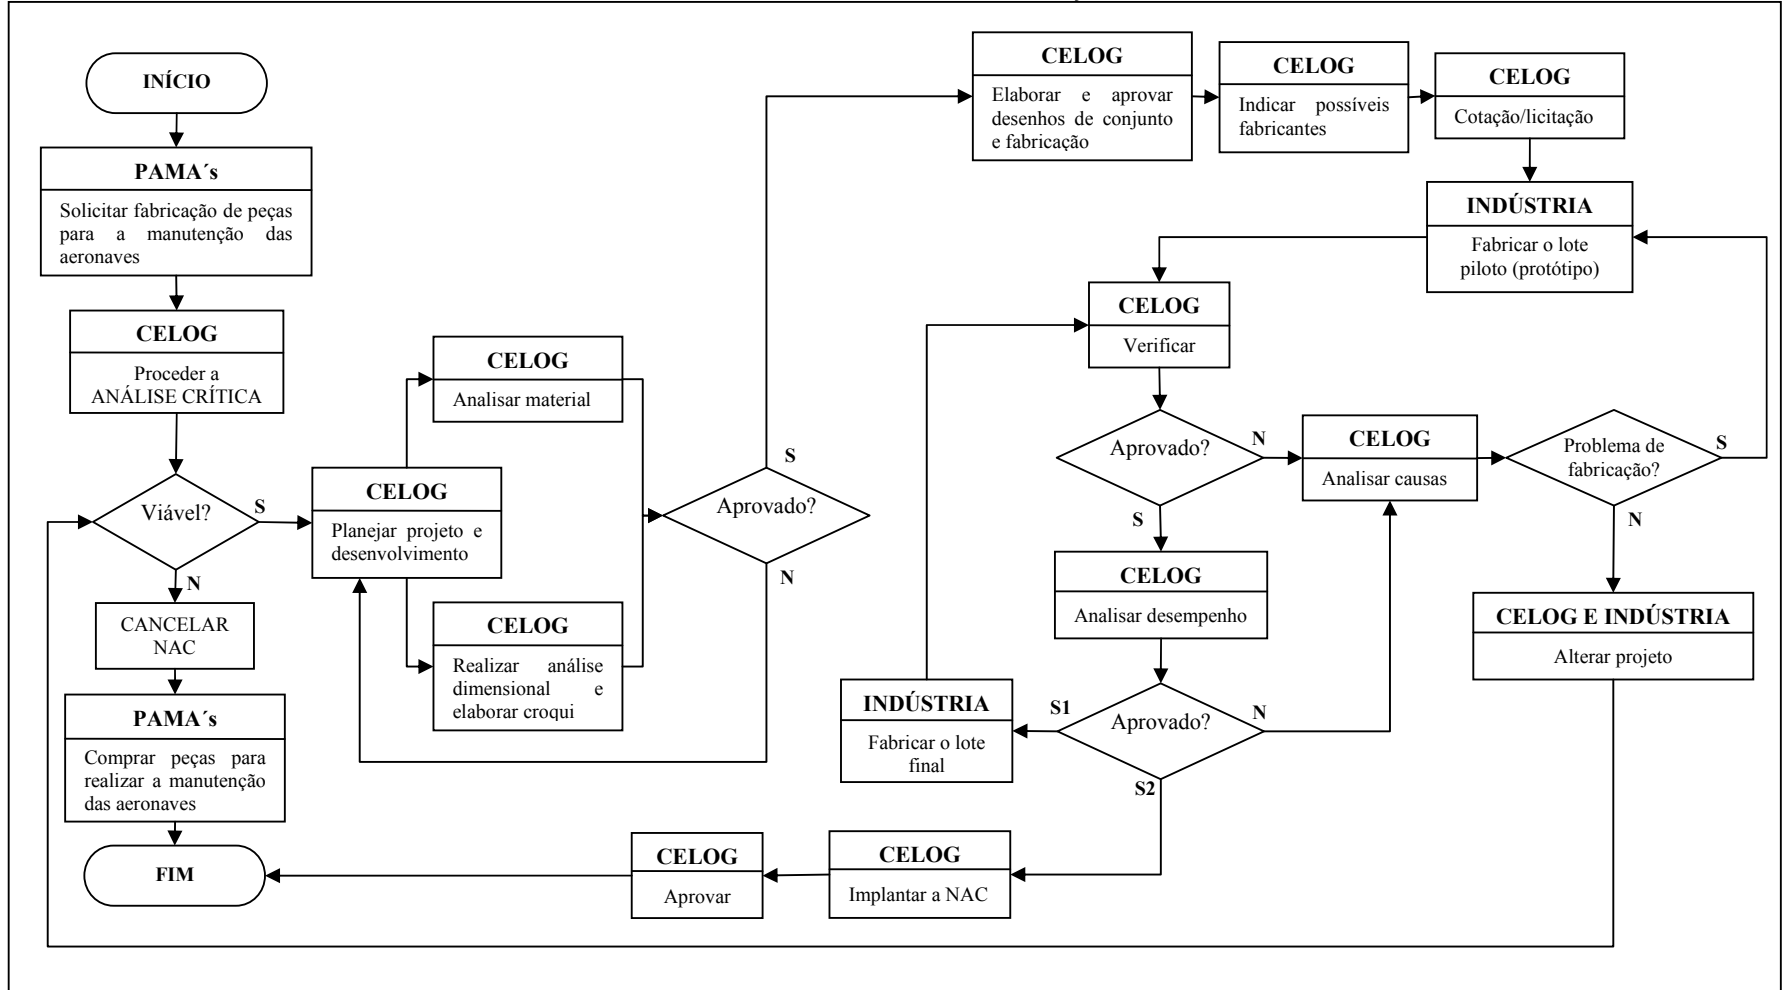 INÍCIO
PAMA´s
Solicitar fabricação de peças
para a manutenção das
aeronaves
CELOG
Proceder a
ANÁLISE CRÍTICA
Viável?
S
N
CANCELAR
NAC
PAMA´s
Comprar peças para
realizar a manutenção
das aeronaves
FIM
CELOG
Planejar projeto e
desenvolvimento
CELOG
Analisar material
CELOG
Realizar análise
dimensional e
elaborar croqui
Aprovado?
S
N
CELOG
Elaborar e aprovar
desenhos de conjunto
e fabricação
CELOG
Indicar possíveis
fabricantes
CELOG
Cotação/licitação
INDÚSTRIA
Fabricar o lote
piloto (protótipo)
CELOG
Verificar
Aprovado?
N
S
CELOG
Analisar causas
Problema de
fabricação?
S
N
CELOG E INDÚSTRIA
Alterar projeto
CELOG
Analisar desempenho
Aprovado?
S1
N
S2
INDÚSTRIA
Fabricar o lote
final
CELOG
Implantar a NAC
CELOG
Aprovar